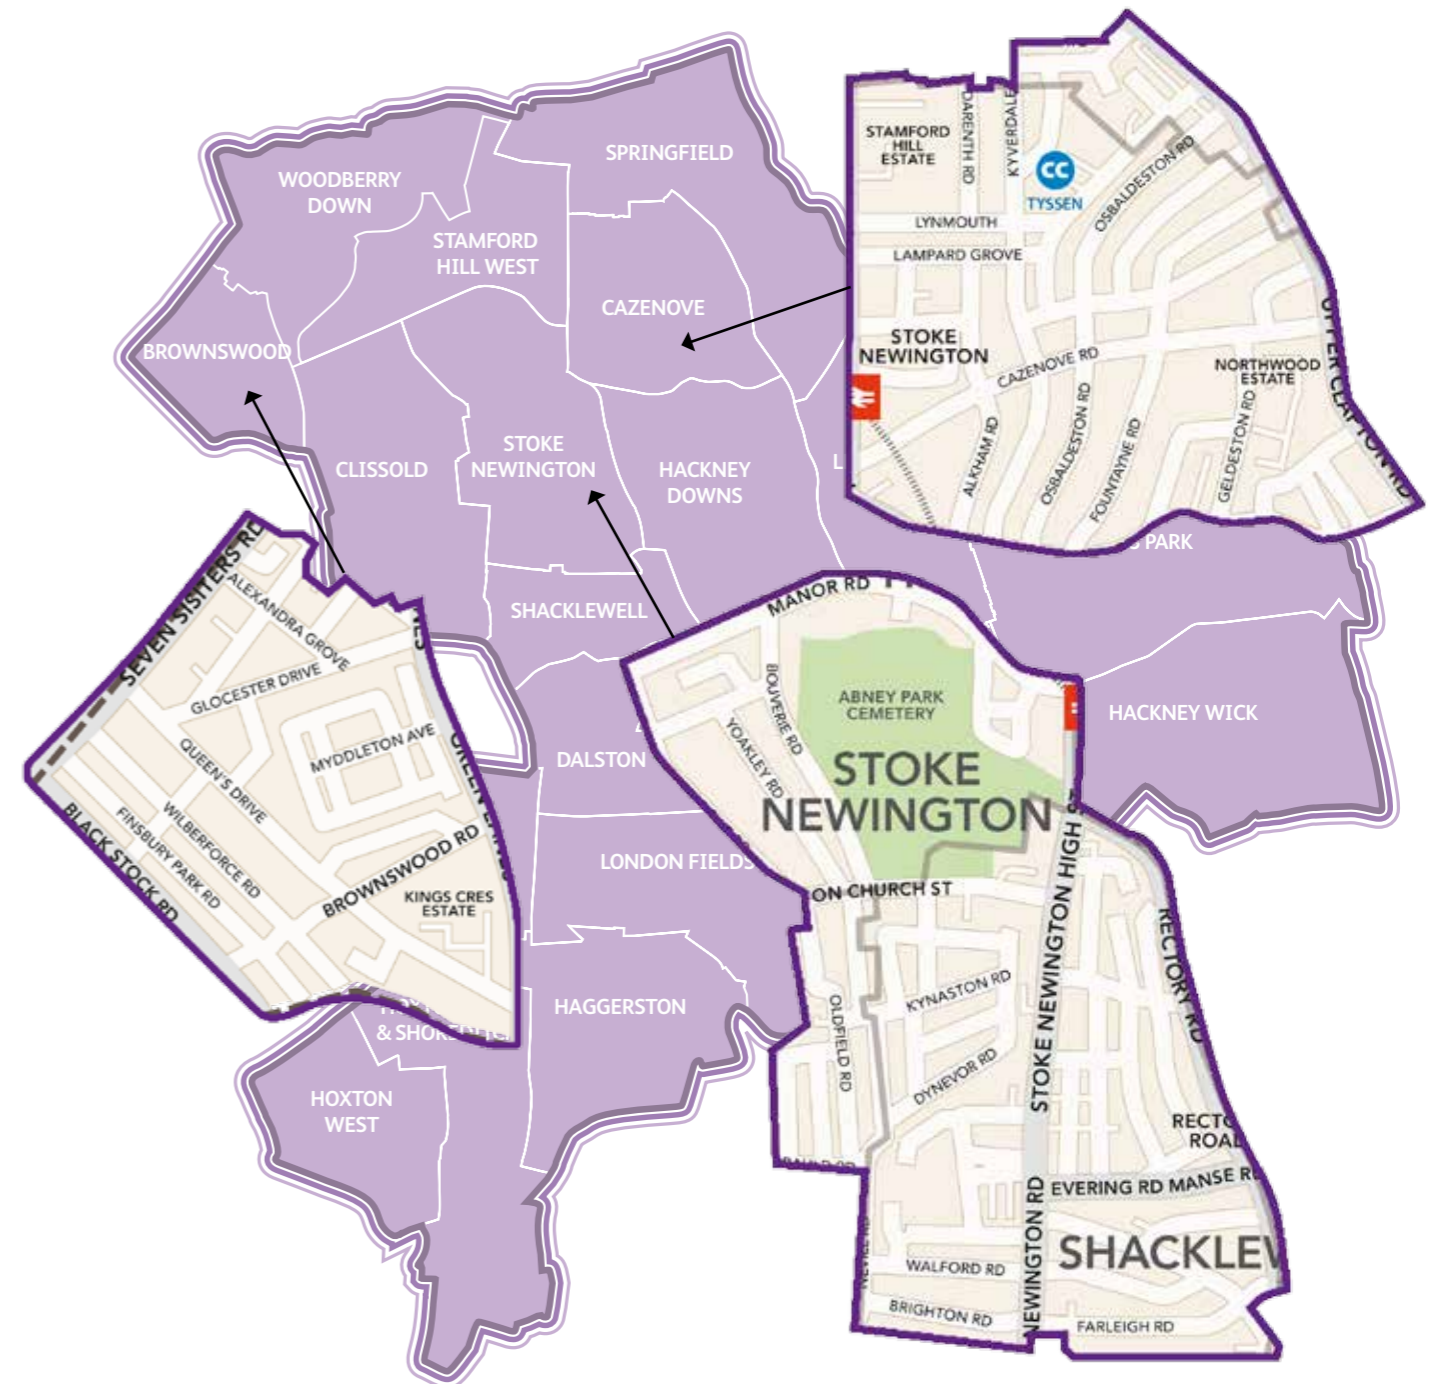 SPRINGFIELD
WOODBERRY
DOWN
STAMFORD
HILL WEST
CAZENOVE
BROWNSWOOD
CLISSOLD
STOKE
NEWINGTON
HACKNEY
DOWNS
L
PARK
SHACKLEWELL
HACKNEY WICK
DALSTON
LONDON FIELDS
HAGGERSTON
HOXTON
WEST
STAMFORD
HILL
ESTATE
DARENTH RD
KYVERDALE
CC
TYSSEN
OSBALDESTON RD
LYNMOUTH
LAMPARD GROVE
STOKE
NEWINGTON
CAZENOVE RD
NORTHWOOD
ESTATE
UPPER CLAPTON RD
ALKHAM RD
OSBALDESTON RD
FOUNTAYNE RD
GELDESTON RD
SEVEN SISTERS RD
ALEXANDRA GROVE
GLOCESTER DRIVE
MYDDLETON AVE
QUEEN'S DRIVE
WILBERFORCE RD
FINSBURY PARK RD
BLACK STOCK RD
BROWNSWOOD RD
KINGS CRES
ESTATE
MANOR RD
BOUVERIE RD
YOAKLEY RD
ABNEY PARK
CEMETERY
STOKE
NEWINGTON
ON CHURCH ST
STOKE NEWINGTON HIGH ST
RECTORY RD
KYNASTON RD
OLDFIELD RD
DYNEVOR RD
RECTO
ROAD
EVERING RD MANSE R
NEWINGTON RD
SHACKLEW
WALFORD RD
BRIGHTON RD
FARLEIGH RD